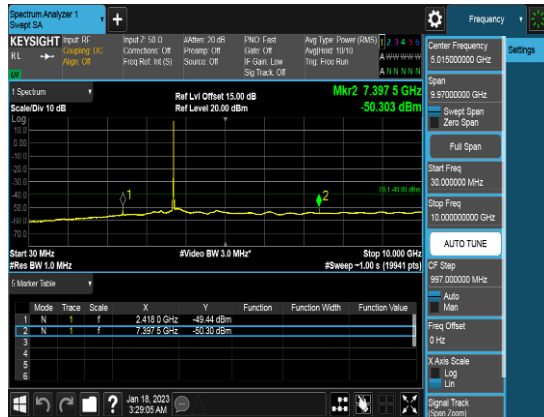 Spectrum Analyzer 1
Swept SA
+
Frequency
KEYSIGHT
RL
Input: RF
Coupling: DC
Align: Off
Input Z: 50 Ω
Corrections: Off
Freq Ref: Int (S)
#Atten: 20 dB
Preamp: Off
Source: Off
PNO: Fast
Gate: Off
IF Gain: Low
Sig Track: Off
Avg Type: Power (RMS)
Avg|Hold: 10/10
Trig: Free Run
1 2 3 4 5 6
A W W W W W
A N N N N N
1 Spectrum
Scale/Div 10 dB
Log
Ref Lvl Offset 15.00 dB
Ref Level 20.00 dBm
Mkr2 7.397 5 GHz
-50.303 dBm
10.0
0.00
-10.0
-20.0
-30.0
-40.0
-50.0
-60.0
-70.0
1
2
DL1 -40.00 dBm
Start 30 MHz
#Res BW 1.0 MHz
#Video BW 3.0 MHz*
Stop 10.000 GHz
#Sweep ~1.00 s (19941 pts)
5 Marker Table
Mode Trace Scale X Y Function Function Width Function Value
1 N 1 f 2.418 0 GHz -49.44 dBm
2 N 1 f 7.397 5 GHz -50.30 dBm
3
4
5
6
?
Jan 18, 2023
3:29:05 AM
Center Frequency
5.015000000 GHz
Settings
Span
9.97000000 GHz
Swept Span
Zero Span
Full Span
Start Freq
30.000000 MHz
Stop Freq
10.000000000 GHz
AUTO TUNE
CF Step
997.000000 MHz
Auto
Man
Freq Offset
0 Hz
X Axis Scale
Log
Lin
Signal Track
(Span Zoom)